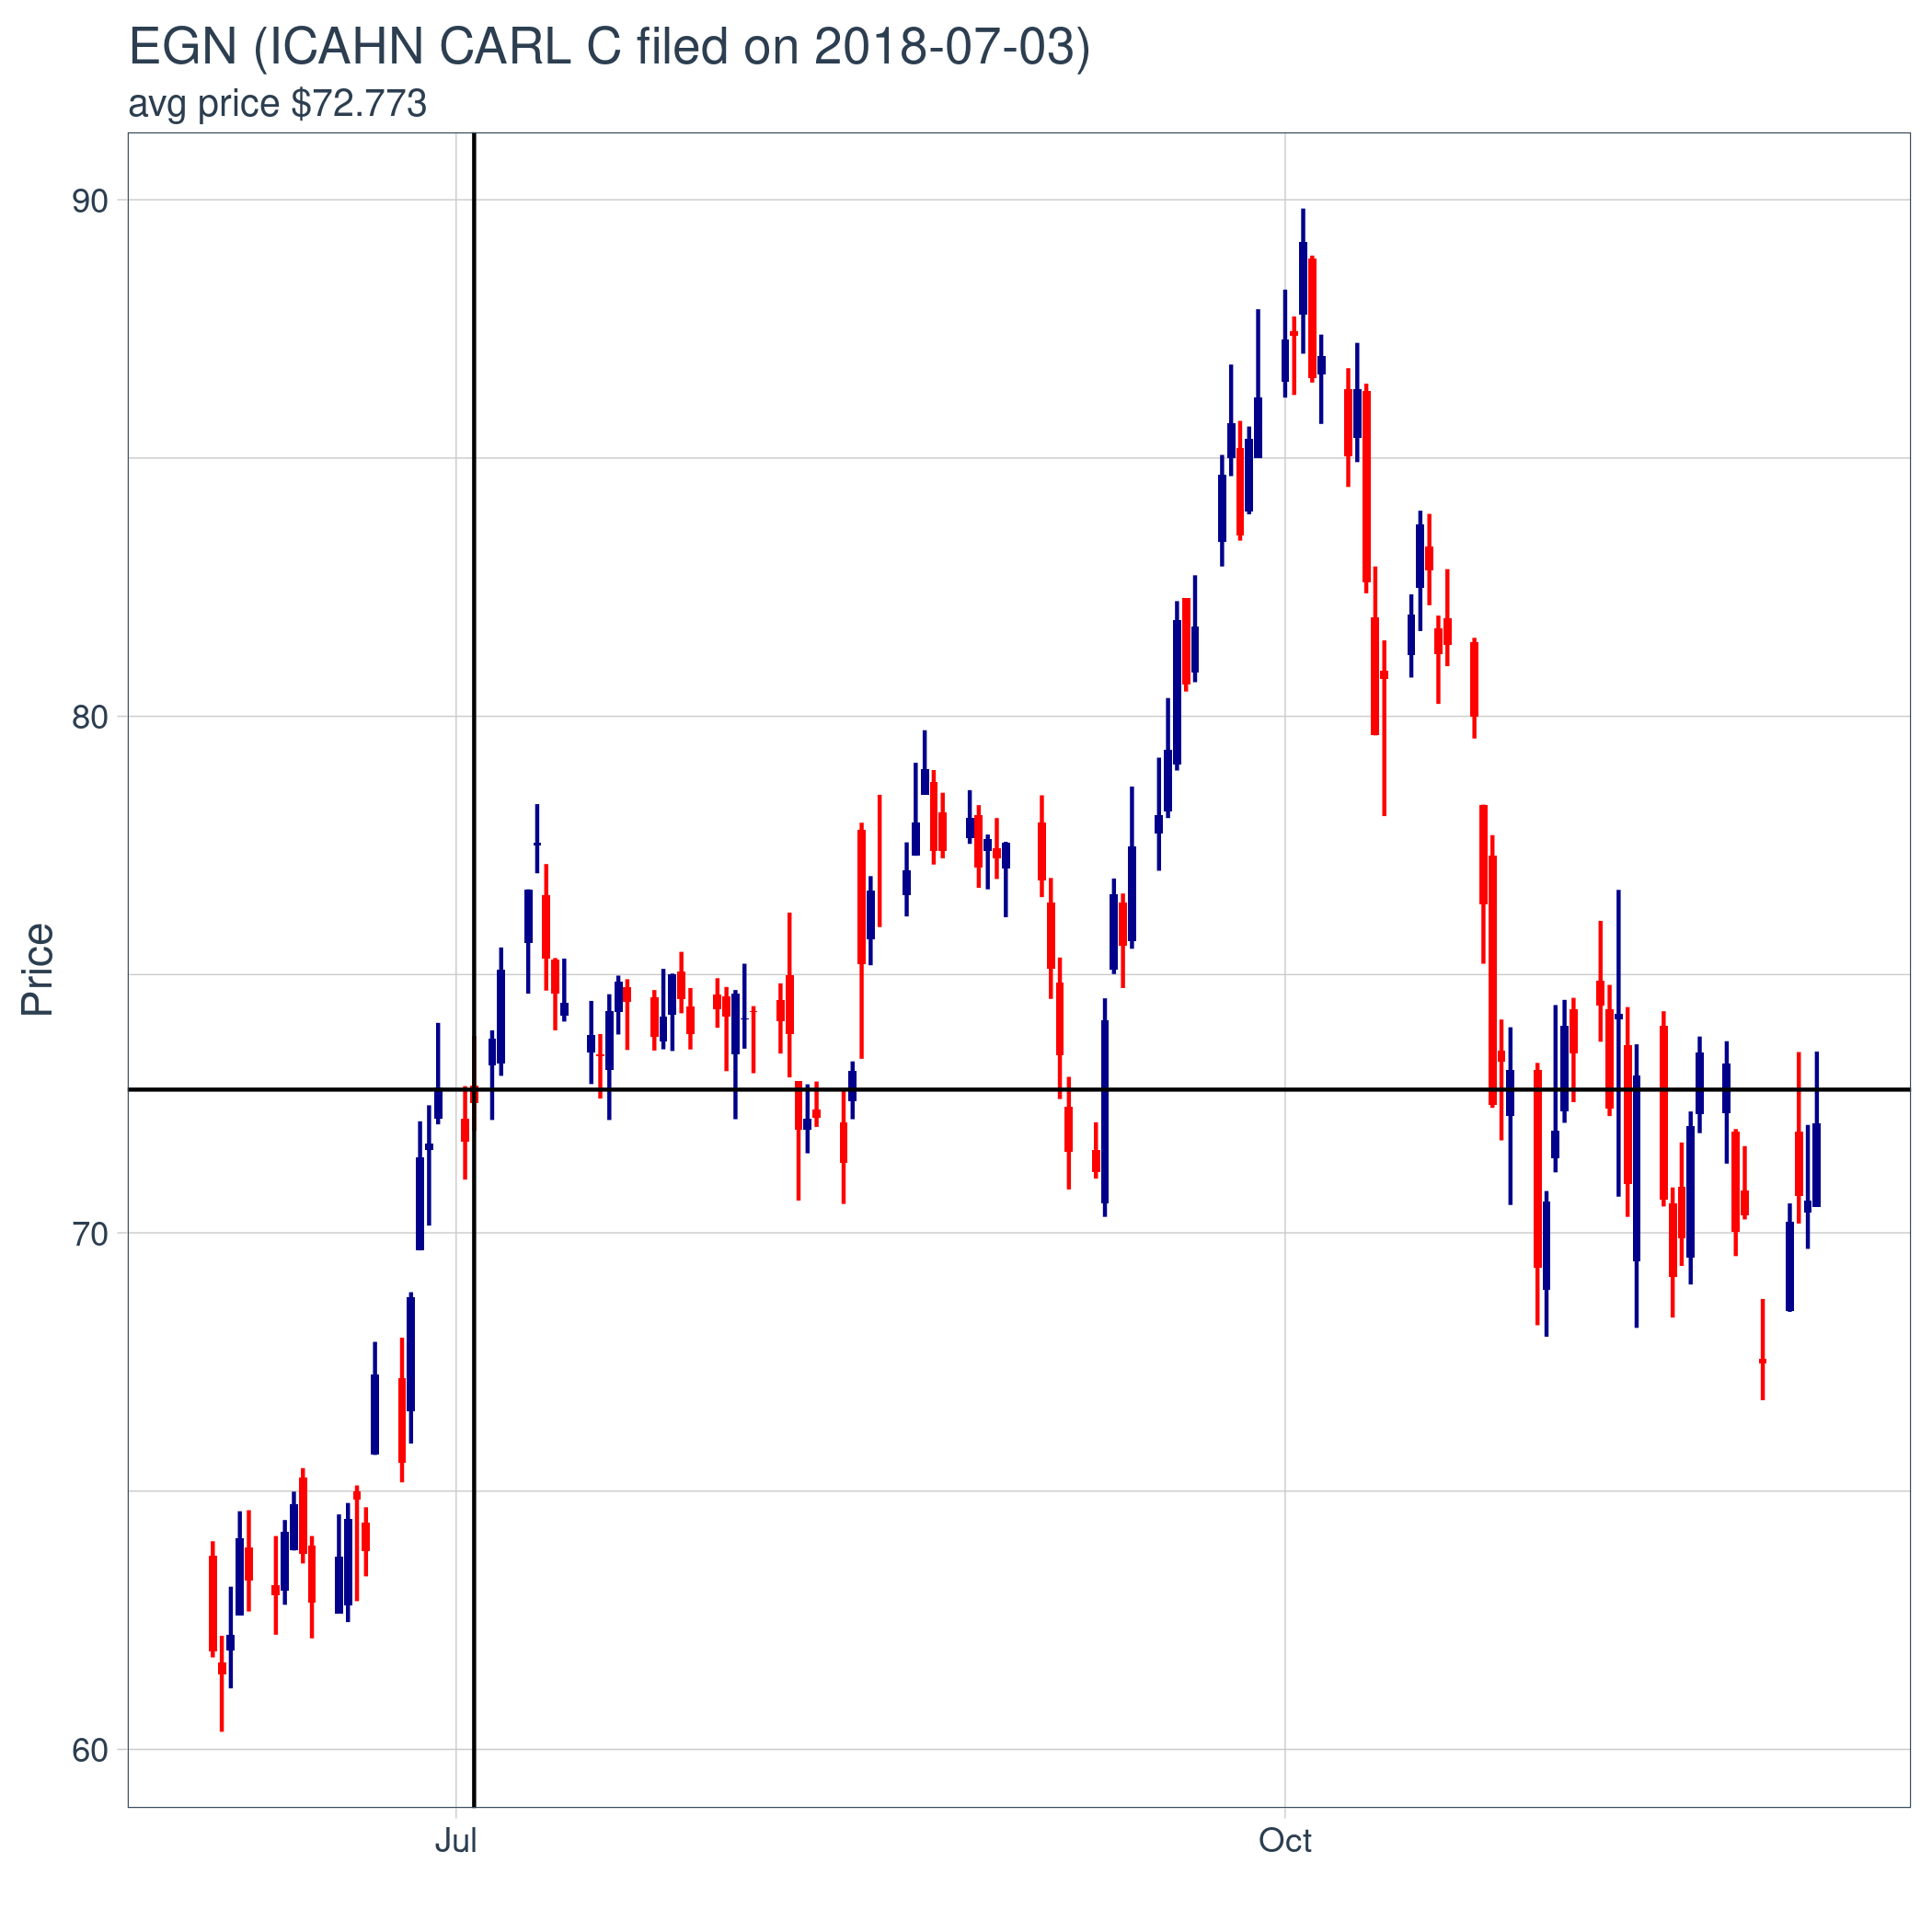 EGN (ICAHN CARL C filed on 2018-07-03)
avg price $72.773
90
80
70
60
Price
Jul
Oct